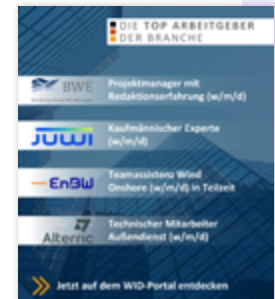 DIE TOP ARBEITGEBER
DER BRANCHE
BWE
Projektmanager mit
Redaktionserfahrung (w/m/d)
JUWI
Kaufmännischer Experte
(w/m/d)
EnBW
Teamassistenz Wind
Onshore (w/m/d) in Teilzeit
Alterric
Technischer Mitarbeiter
Außendienst (w/m/d)
Jetzt auf dem WID-Portal entdecken